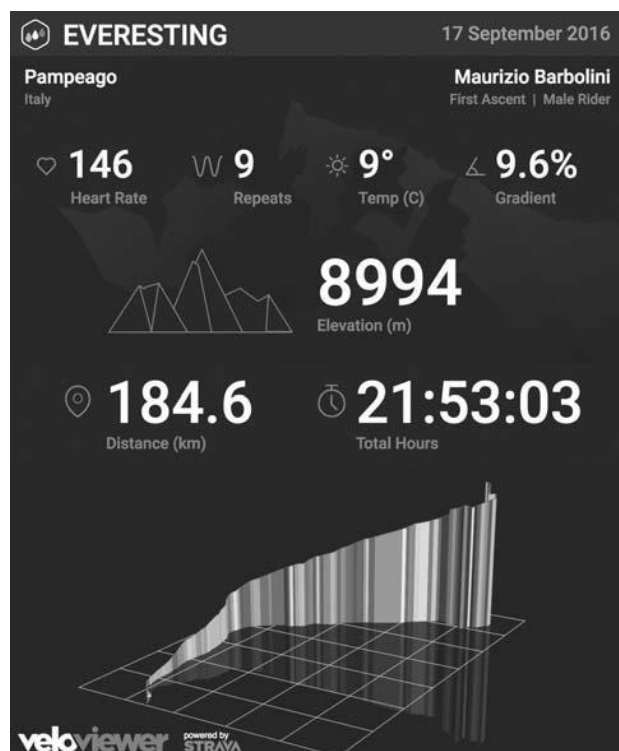 EVERESTING
17 September 2016
Pampeago
Maurizio Barbolini
Italy
First Ascent | Male Rider
146
9
9°
9.6%
Heart Rate
Repeats
Temp (C)
Gradient
8994
Elevation (m)
184.6
21:53:03
Distance (km)
Total Hours
veloviewer
powered by
STRAVA